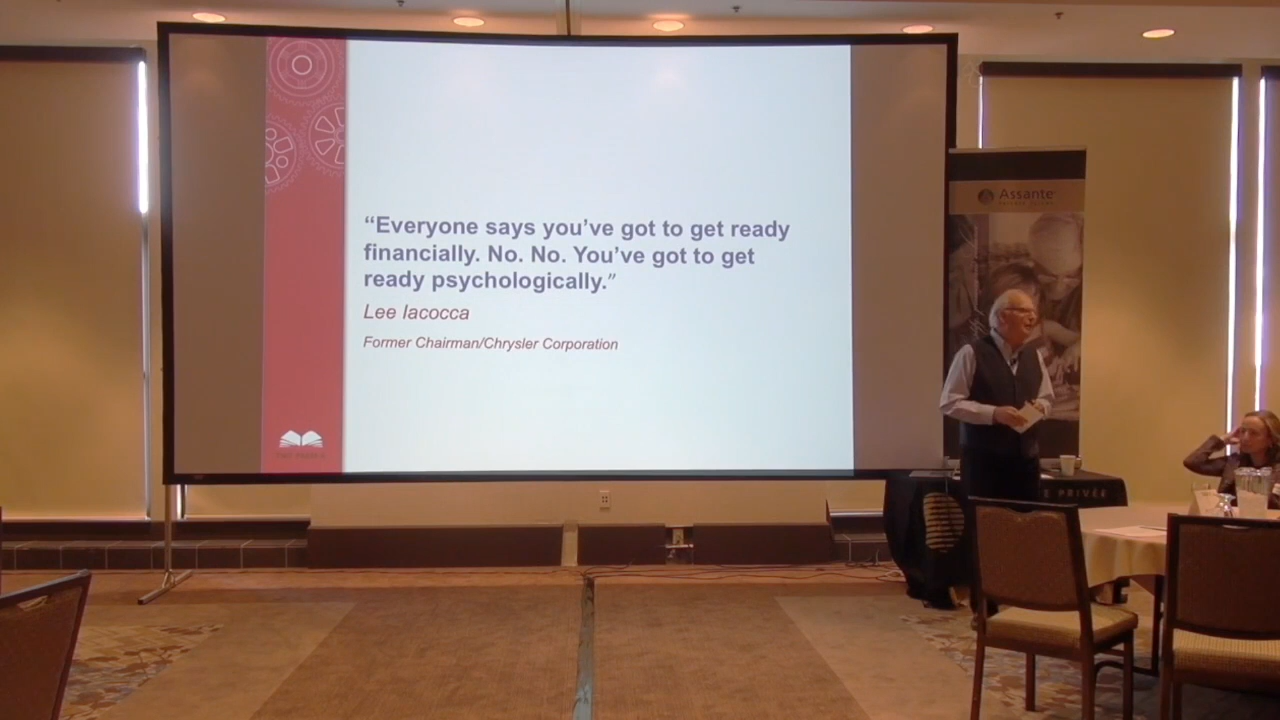 “Everyone says you’ve got to get ready
financially. No. No. You’ve got to get
ready psychologically.”
Lee Iacocca
Former Chairman/Chrysler Corporation
Assante
E PRIVÉE